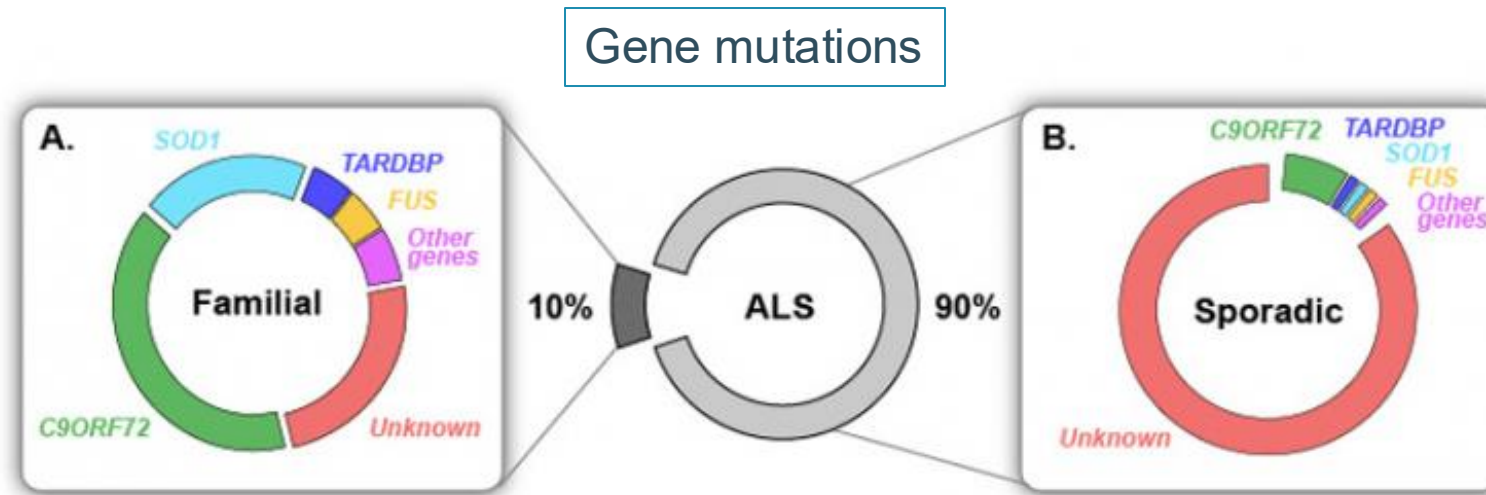 Gene mutations
A.
SOD1
TARDBP
FUS
Other
genes
Familial
C9ORF72
Unknown
10%
ALS
90%
B.
C9ORF72
TARDBP
SOD1
FUS
Other
genes
Sporadic
Unknown